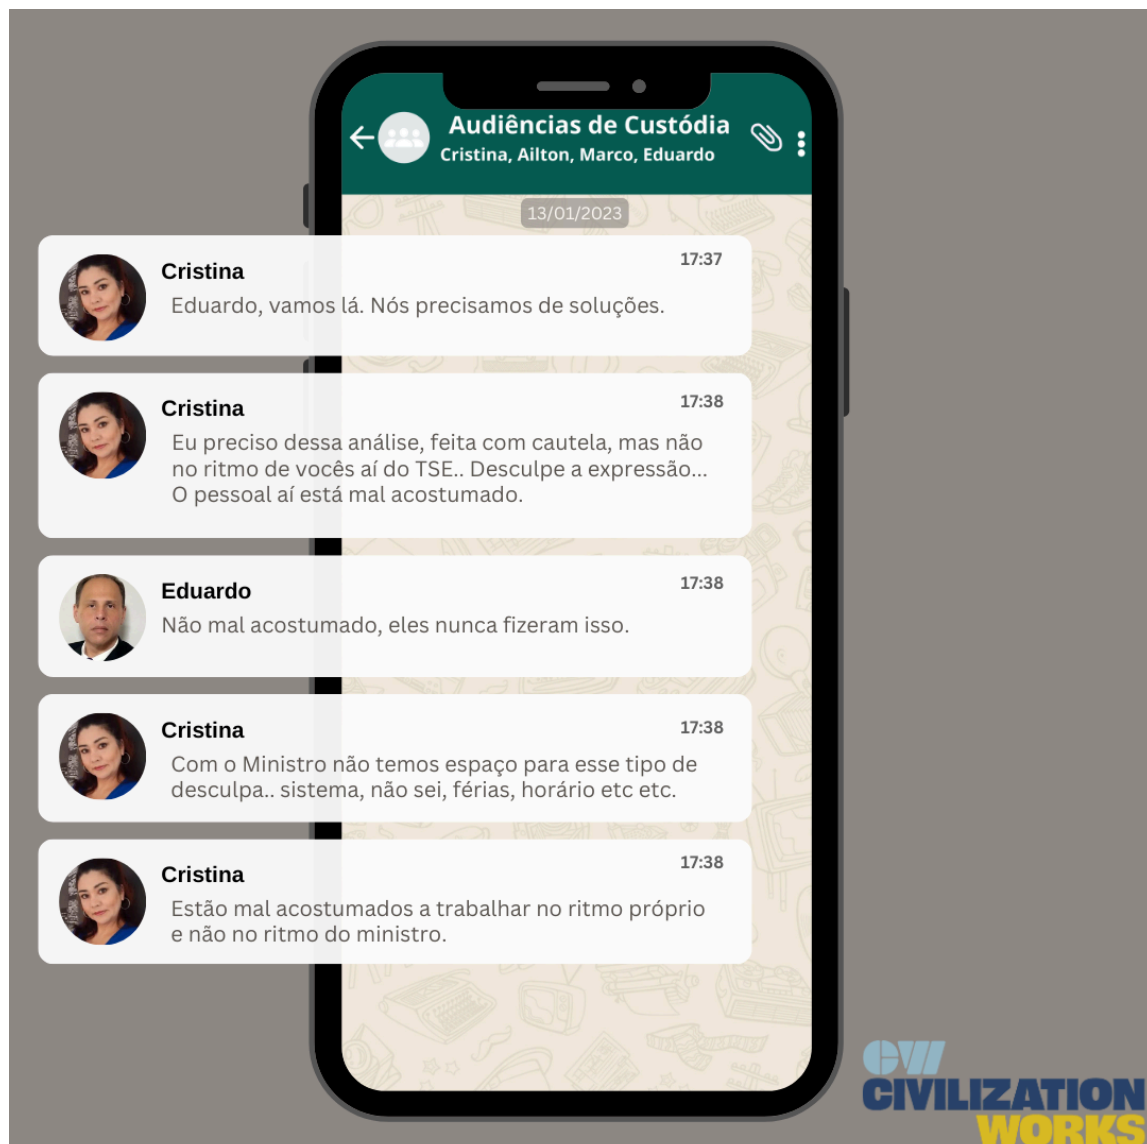 Audiências de Custódia
Cristina, Ailton, Marco, Eduardo
13/01/2023
Cristina
17:37
Eduardo, vamos lá. Nós precisamos de soluções.
Cristina
17:38
Eu preciso dessa análise, feita com cautela, mas não
no ritmo de vocês aí do TSE.. Desculpe a expressão...
O pessoal aí está mal acostumado.
Eduardo
17:38
Não mal acostumado, eles nunca fizeram isso.
Cristina
17:38
Com o Ministro não temos espaço para esse tipo de
desculpa.. sistema, não sei, férias, horário etc etc.
Cristina
17:38
Estão mal acostumados a trabalhar no ritmo próprio
e não no ritmo do ministro.
CW
CIVILIZATION
WORKS